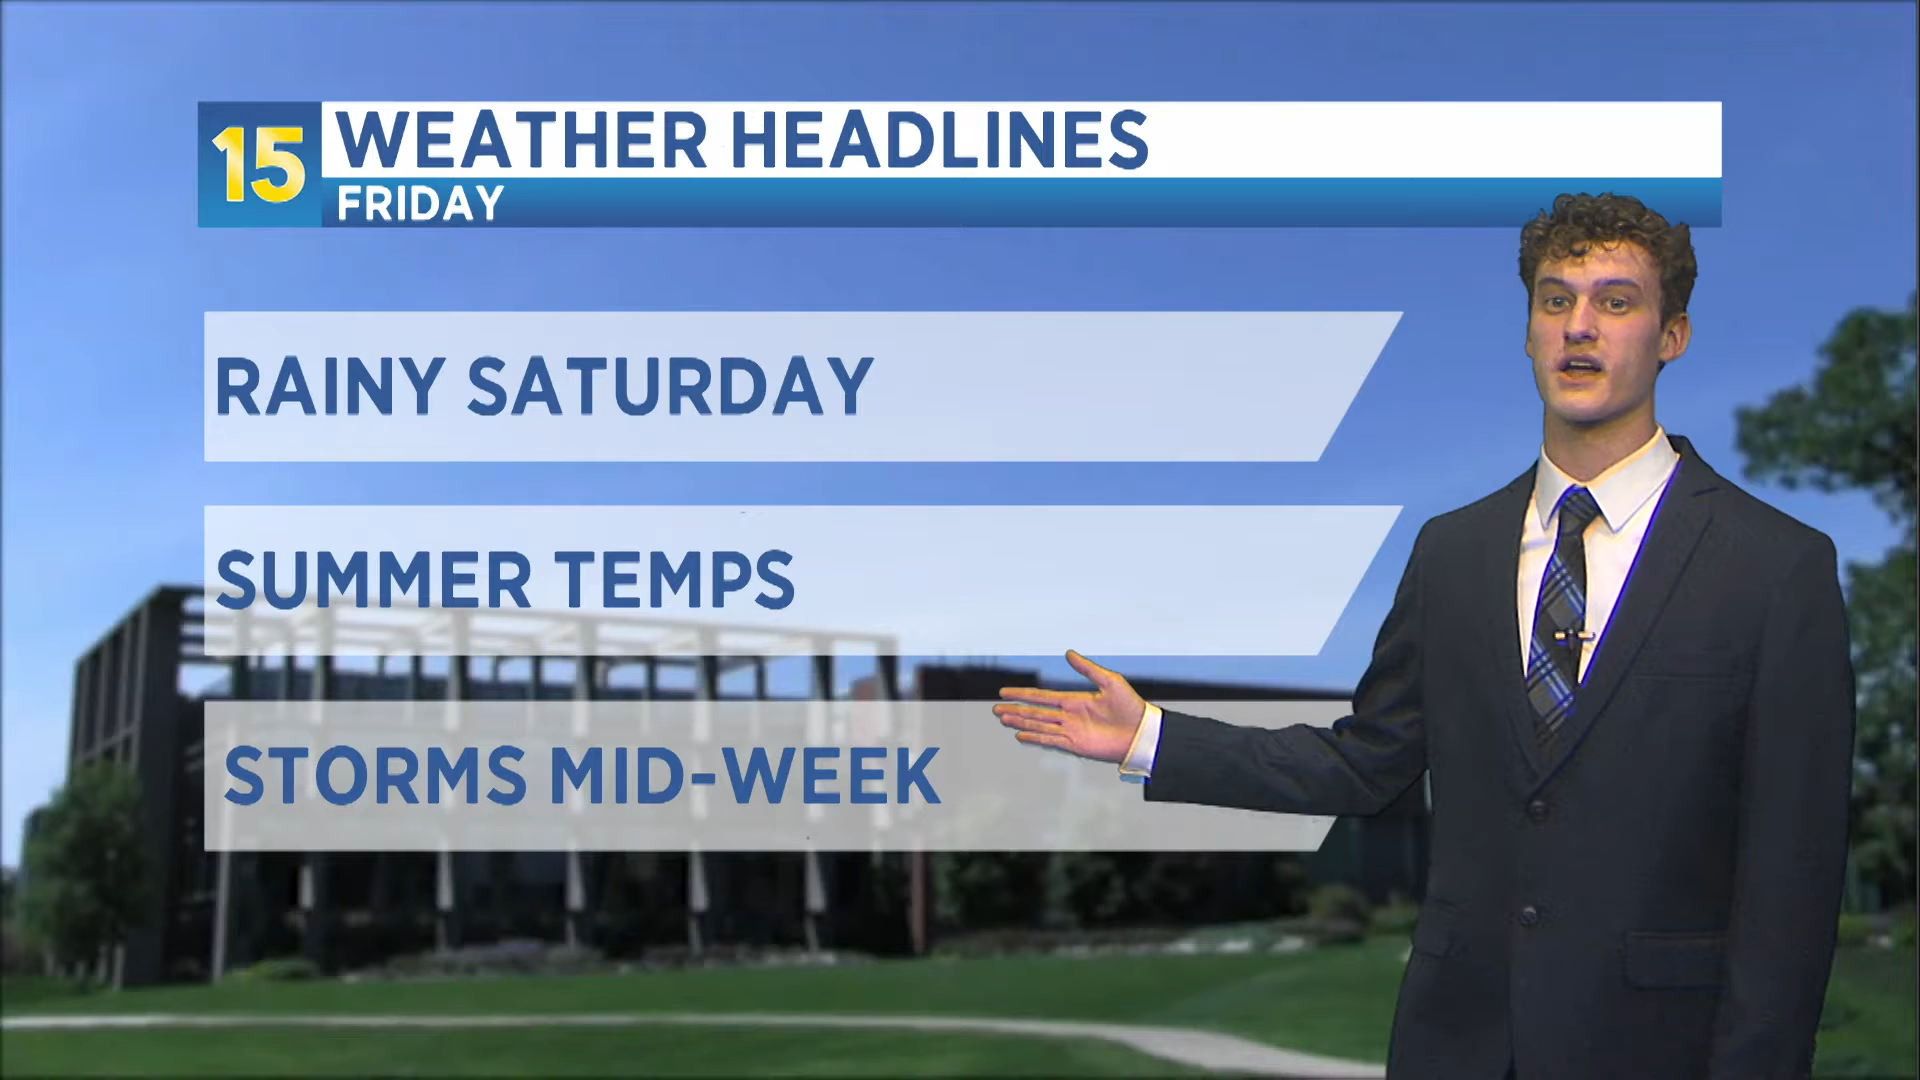 15
WEATHER HEADLINES
FRIDAY
RAINY SATURDAY
SUMMER TEMPS
STORMS MID-WEEK